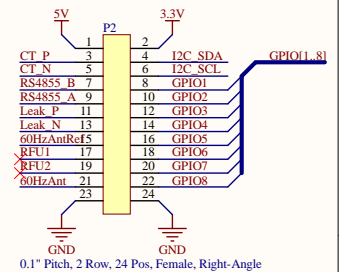 5V 3.3V
P2
1 2
CT_P 3 4 I2C_SDA GPIO[1..8]
CT_N 5 6 I2C_SCL
RS4855_B 7 8 GPIO1
RS4855_A 9 10 GPIO2
Leak_P 11 12 GPIO3
Leak_N 13 14 GPIO4
60HzAntRef 15 16 GPIO5
RFU1 17 18 GPIO6
RFU2 19 20 GPIO7
60HzAnt 21 22 GPIO8
23 24
GND GND
0.1" Pitch, 2 Row, 24 Pos, Female, Right-Angle